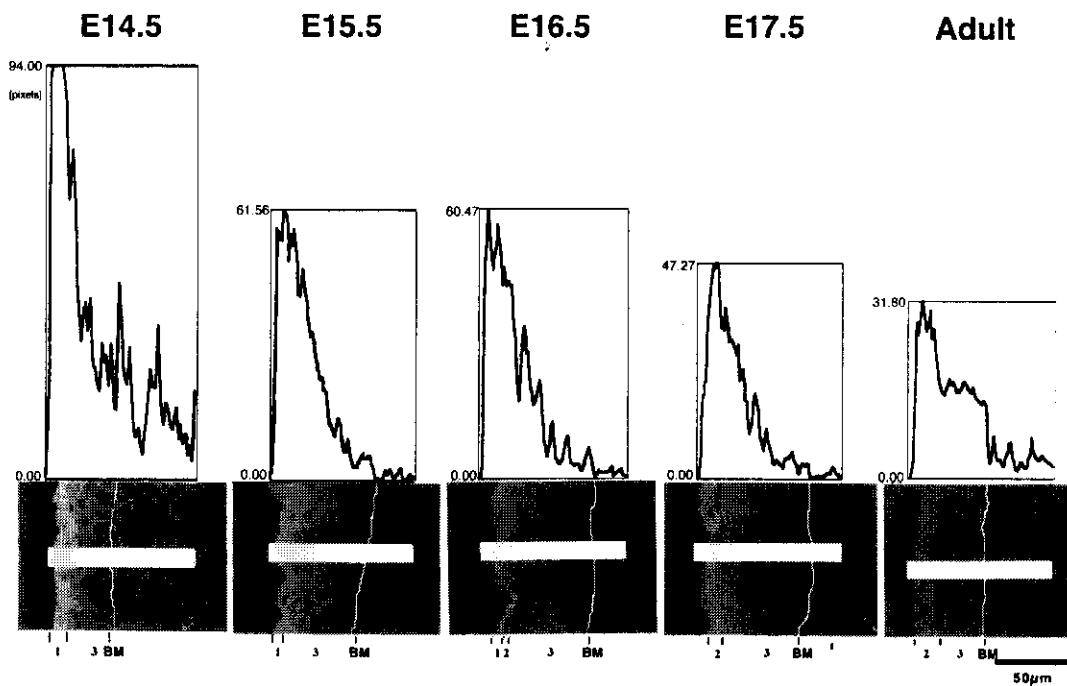 E14.5 E15.5 E16.5 E17.5 Adult
94.00
(pixels)
61.56 60.47
47.27
31.80
0.00 0.00 0.00 0.00 0.00
1 3 BM 1 3 BM 1 2 3 BM 2 3 BM 2 3 BM
50µm